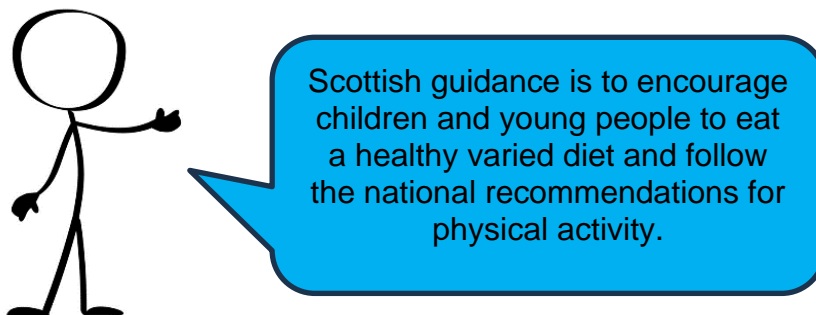 Scottish guidance is to encourage
children and young people to eat
a healthy varied diet and follow
the national recommendations for
physical activity.